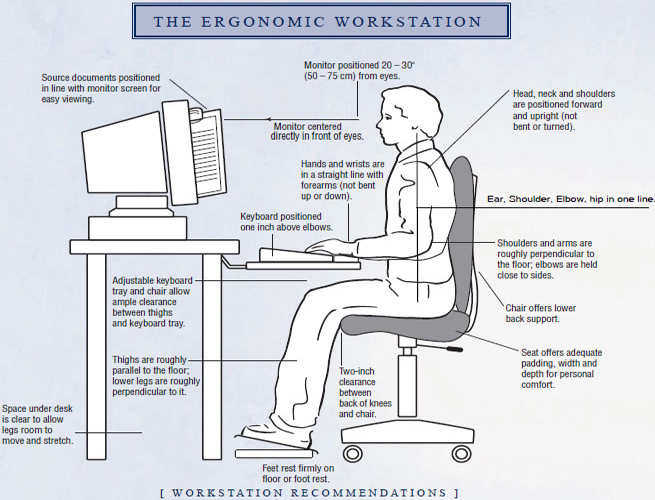 THE ERGONOMIC WORKSTATION
Monitor positioned 20 – 30"
(50 – 75 cm) from eyes.
Source documents positioned
in line with monitor screen for
easy viewing.
Head, neck and shoulders
are positioned forward
and upright (not
bent or turned).
Monitor centered
directly in front of eyes.
Hands and wrists are
in a straight line with
forearms (not bent
up or down).
Ear, Shoulder, Elbow, hip in one line.
Keyboard positioned
one inch above elbows.
Shoulders and arms are
roughly perpendicular to
the floor; elbows are held
close to sides.
Adjustable keyboard
tray and chair allow
ample clearance
between thighs
and keyboard tray.
Chair offers lower
back support.
Thighs are roughly
parallel to the floor;
lower legs are roughly
perpendicular to it.
Two-inch
clearance
between
back of knees
and chair.
Seat offers adequate
padding, width and
depth for personal
comfort.
Space under desk
is clear to allow
legs room to
move and stretch.
Feet rest firmly on
floor or foot rest.
[ WORKSTATION RECOMMENDATIONS ]